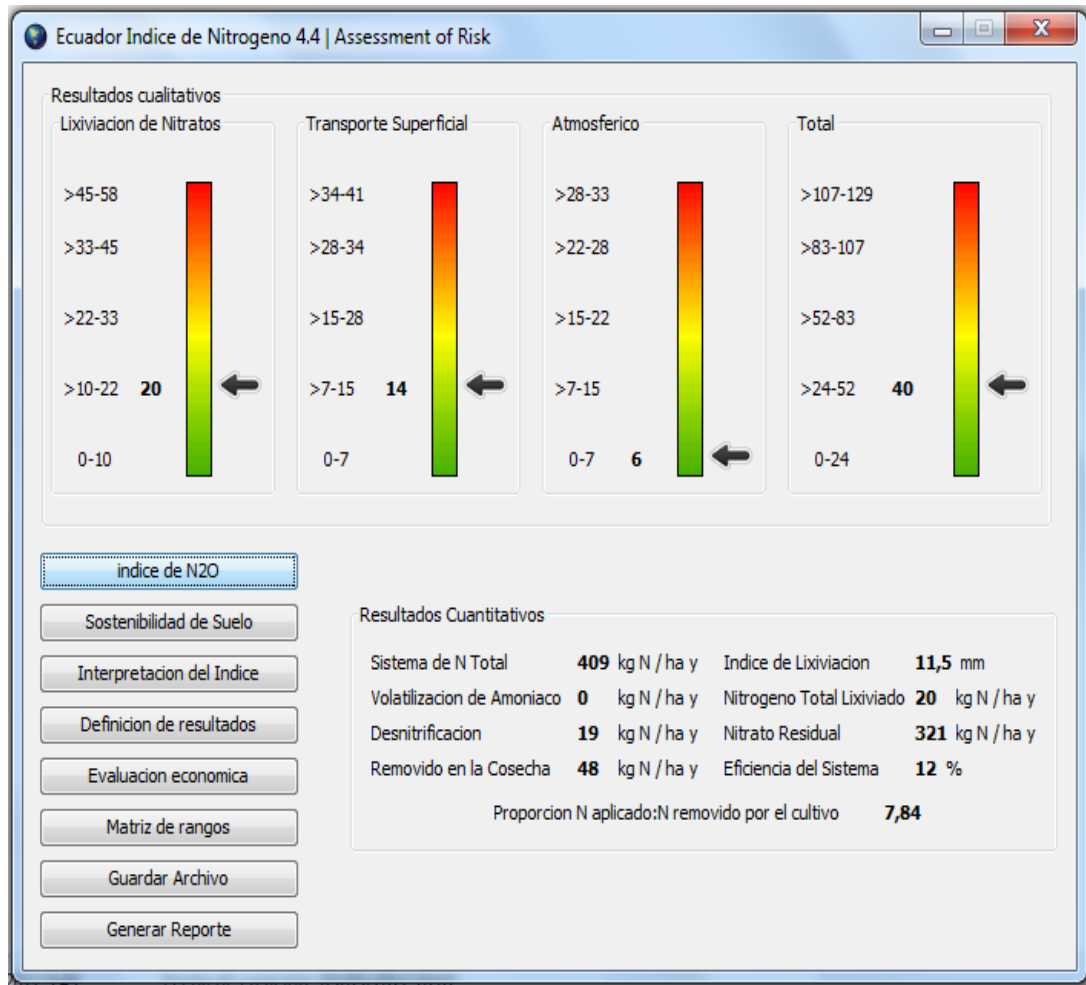 Ecuador Indice de Nitrogeno 4.4 | Assessment of Risk
Resultados cualitativos
Lixiviacion de Nitratos
>45-58
>33-45
>22-33
>10-22 20
0-10
Transporte Superficial
>34-41
>28-34
>15-28
>7-15 14
0-7
Atmosferico
>28-33
>22-28
>15-22
>7-15
0-7 6
Total
>107-129
>83-107
>52-83
>24-52 40
0-24
indice de N2O
Sostenibilidad de Suelo
Interpretacion del Indice
Definicion de resultados
Evaluacion economica
Matriz de rangos
Guardar Archivo
Generar Reporte
Resultados Cuantitativos
Sistema de N Total 409 kg N / ha y Indice de Lixiviacion 11,5 mm
Volatilizacion de Amoniaco 0 kg N / ha y Nitrogeno Total Lixiviado 20 kg N / ha y
Desnitrificacion 19 kg N / ha y Nitrato Residual 321 kg N / ha y
Removido en la Cosecha 48 kg N / ha y Eficiencia del Sistema 12 %
Proporcion N aplicado:N removido por el cultivo 7,84